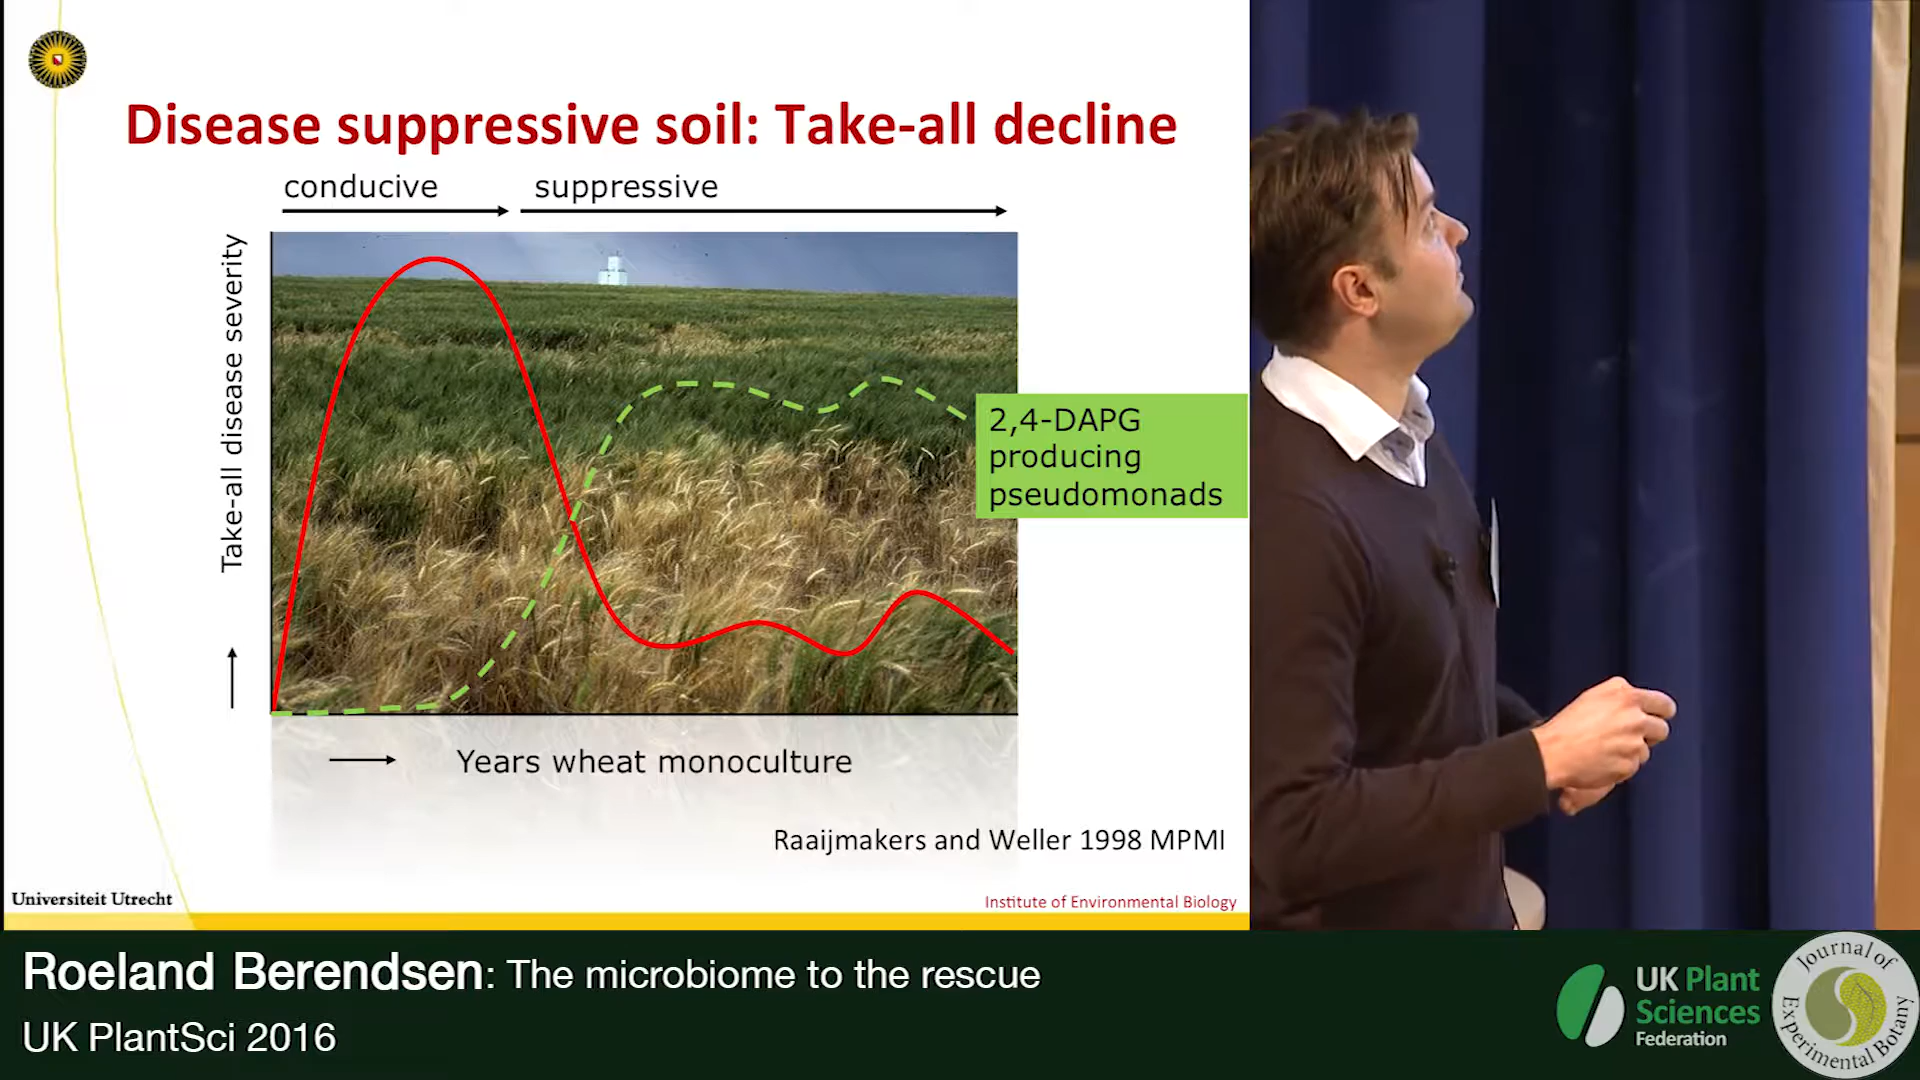 Disease suppressive soil: Take-all decline
conducive
suppressive
Take-all disease severity
2,4-DAPG
producing
pseudomonads
Years wheat monoculture
Raaijmakers and Weller 1998 MPMI
Universiteit Utrecht
Institute of Environmental Biology
Roeland Berendsen: The microbiome to the rescue
UK PlantSci 2016
UK Plant
Sciences
Federation
Journal of
Experimental Botany